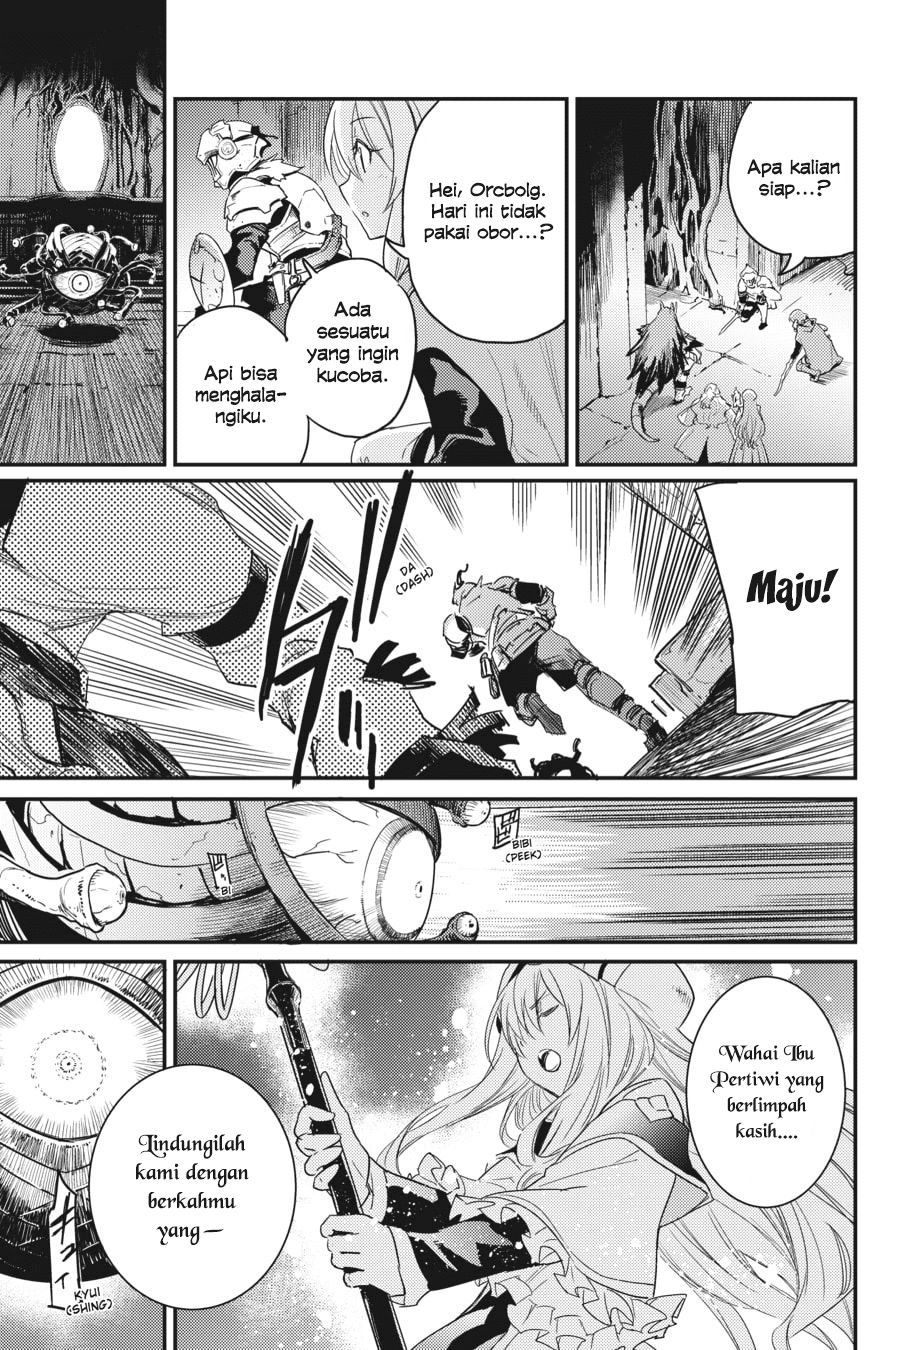 Apa kalian
siap...?
Hei, Orcbolg.
Hari ini tidak
pakai obor...?
Ada
sesuatu
yang ingin
kucoba.
Api bisa
menghala-
ngiku.
Maju!
ダッ
DA
(DASH)
BIBI
(PEEK)
BI
Wahai Ibu
Pertiwi yang
berlimpah
kasih....
Lindungilah
kami dengan
berkahmu
yang—
KYUI
(SHING)